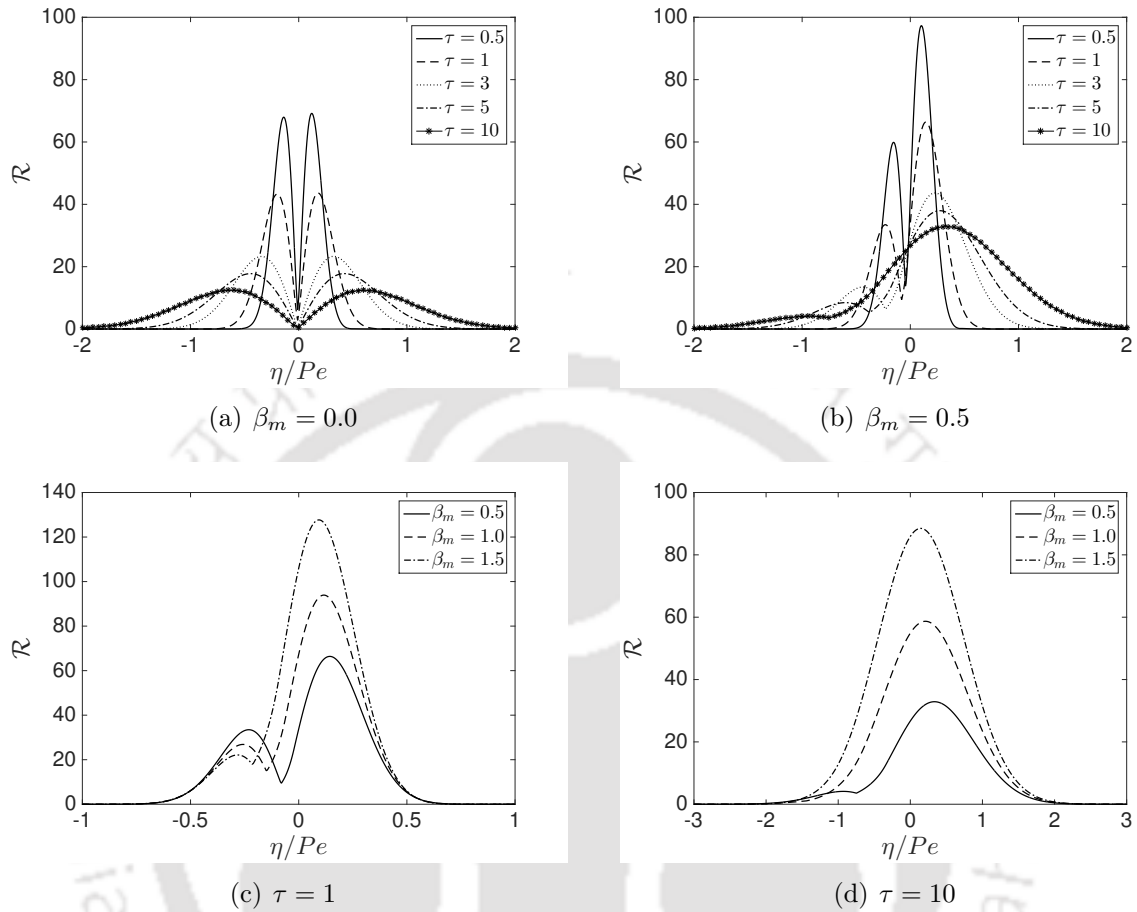 100
80
60
40
20
0
-2
-1
0
1
2
ℛ
η/Pe
τ = 0.5
τ = 1
τ = 3
τ = 5
τ = 10
(a) β_m = 0.0
100
80
60
40
20
0
-2
-1
0
1
2
ℛ
η/Pe
τ = 0.5
τ = 1
τ = 3
τ = 5
τ = 10
(b) β_m = 0.5
140
120
100
80
60
40
20
0
-1
-0.5
0
0.5
1
ℛ
η/Pe
β_m = 0.5
β_m = 1.0
β_m = 1.5
(c) τ = 1
100
80
60
40
20
0
-3
-2
-1
0
1
2
3
ℛ
η/Pe
β_m = 0.5
β_m = 1.0
β_m = 1.5
(d) τ = 10